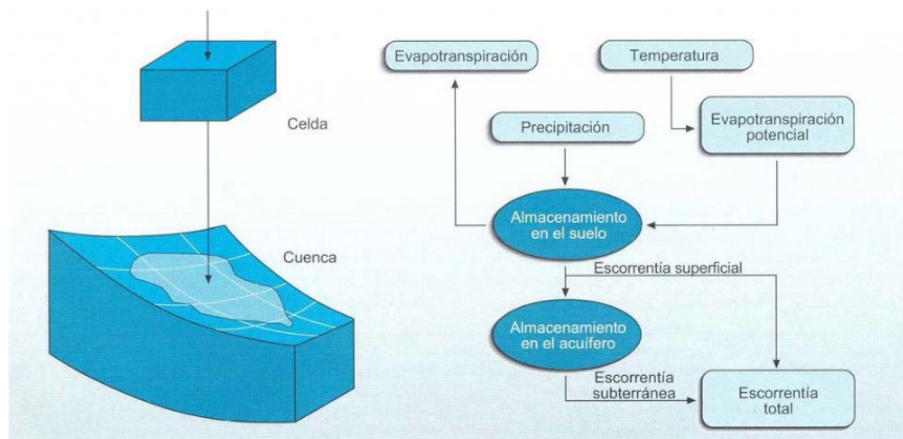 Celda
Cuenca
Evapotranspiración
Temperatura
Precipitación
Evapotranspiración
potencial
Almacenamiento
en el suelo
Escorrentía superficial
Almacenamiento
en el acuífero
Escorrentía
subterránea
Escorrentía
total